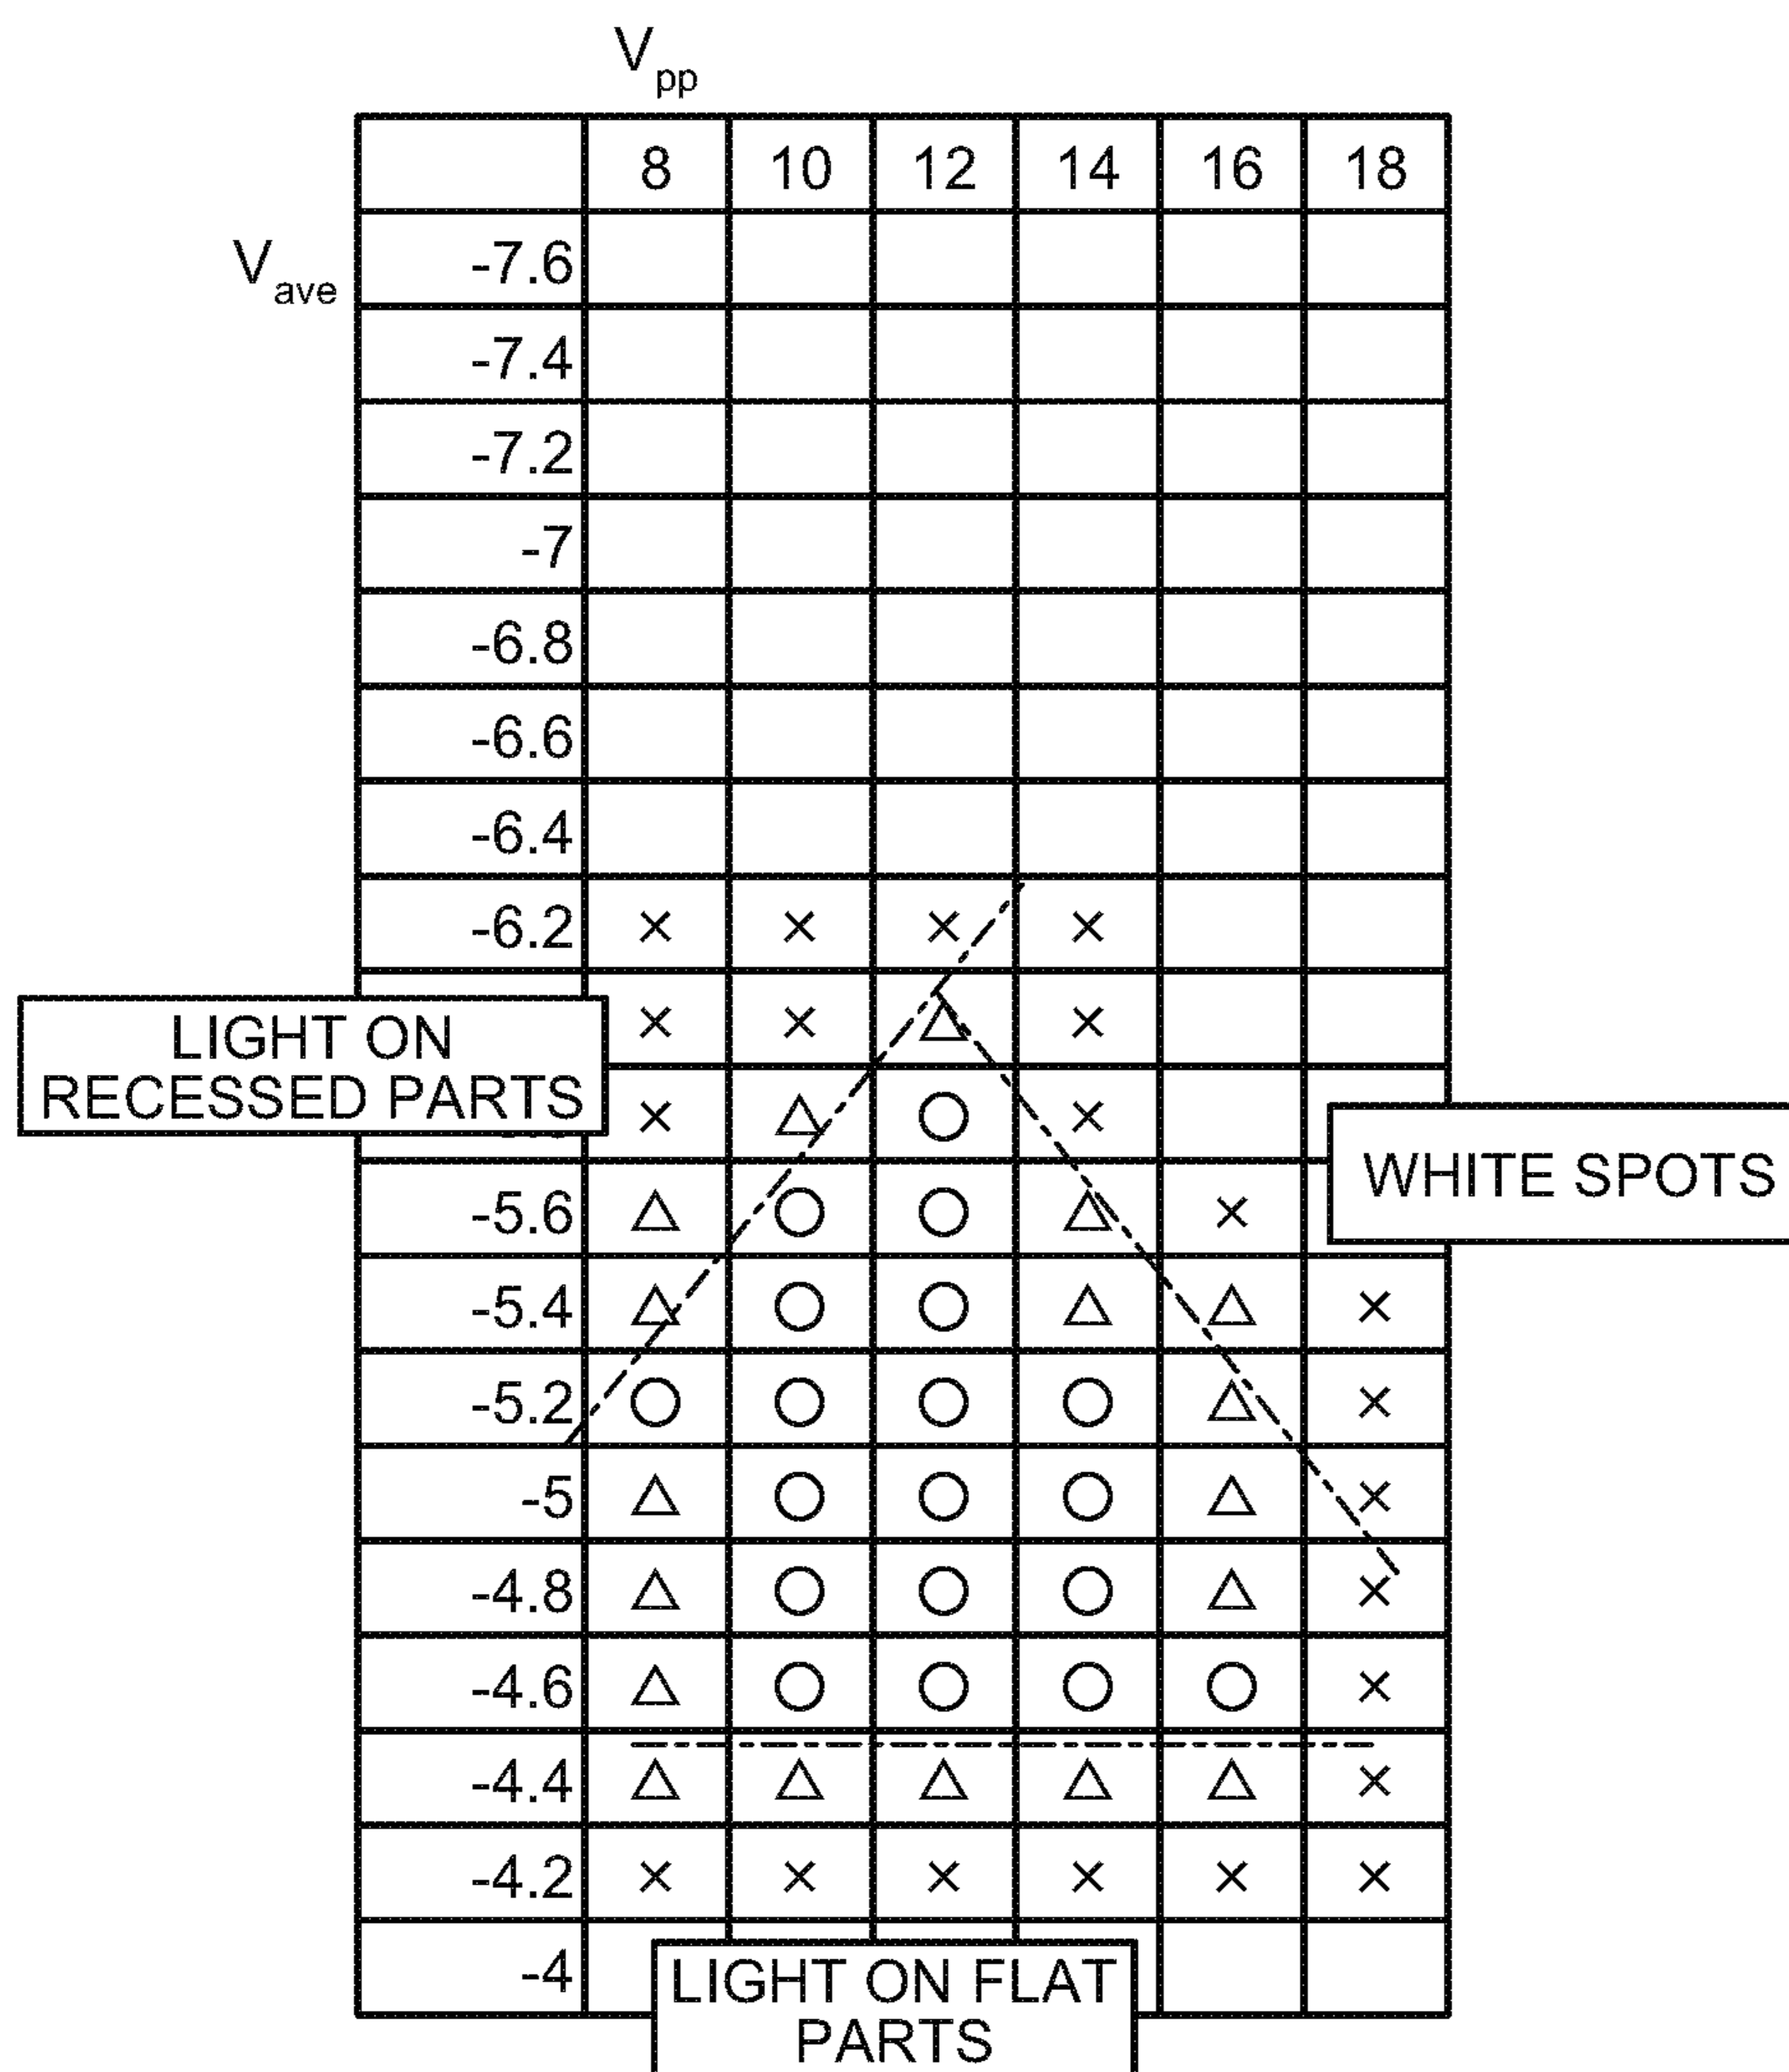 Vpp
8 10 12 14 16 18
Vave
-7.6
-7.4
-7.2
-7
-6.8
-6.6
-6.4
-6.2 × × × ×
× × △ ×
LIGHT ON
RECESSED PARTS
× △ ○ ×
WHITE SPOTS
-5.6 △ ○ ○ △ ×
-5.4 △ ○ ○ △ △ ×
-5.2 ○ ○ ○ ○ △ ×
-5 △ ○ ○ ○ △ ×
-4.8 △ ○ ○ ○ △ ×
-4.6 △ ○ ○ ○ ○ ×
-4.4 △ △ △ △ △ ×
-4.2 × × × × × ×
-4
LIGHT ON FLAT
PARTS